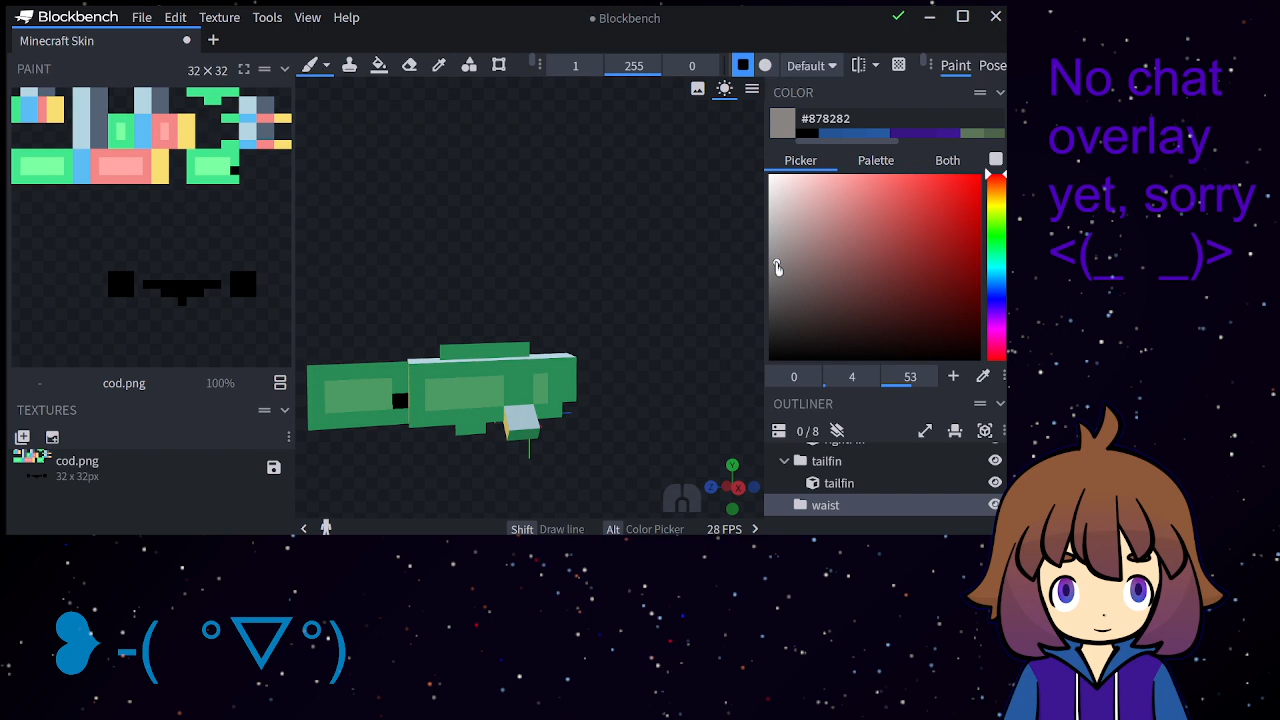 Blockbench File Edit Texture Tools View Help
● Blockbench
Minecraft Skin
PAINT
32 × 32
1 255 0
Default
Paint Pose
COLOR
#878282
Picker Palette Both
0 4 53
- cod.png 100%
TEXTURES
cod.png
32 x 32px
OUTLINER
0 / 8
tailfin
tailfin
waist
Shift Draw line Alt Color Picker 28 FPS
Z Y X
No chat
overlay
yet, sorry
<(_ _)>
❥-( °▽°)